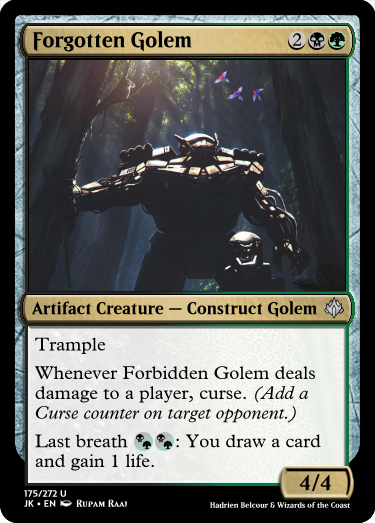 Forgotten Golem 2
Artifact Creature — Construct Golem
Trample
Whenever Forbidden Golem deals
damage to a player, curse. (Add a
Curse counter on target opponent.)
Last breath : You draw a card
and gain 1 life.
4/4
175/272 U
JK • EN Rupam Raaj
Hadrien Belcour & Wizards of the Coast